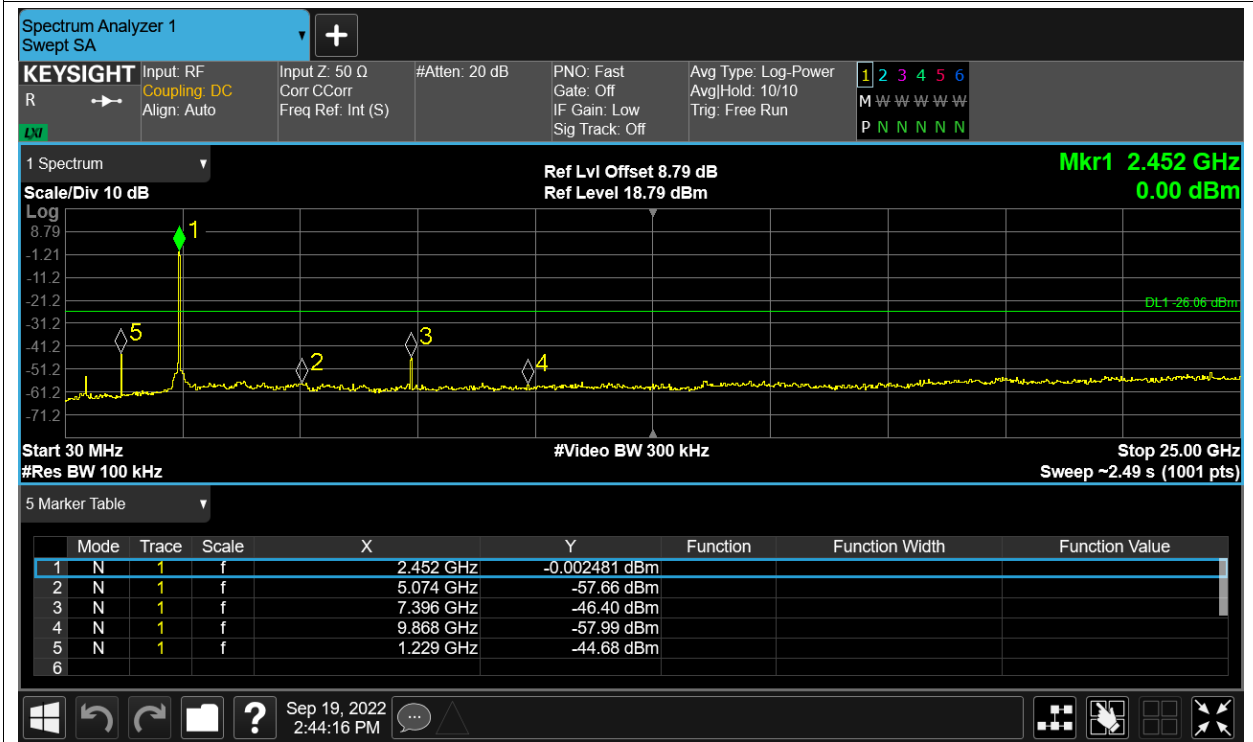 Spectrum Analyzer 1
Swept SA
KEYSIGHT
R
LXI
Input: RF
Coupling: DC
Align: Auto
Input Z: 50 Ω
Corr CCorr
Freq Ref: Int (S)
#Atten: 20 dB
PNO: Fast
Gate: Off
IF Gain: Low
Sig Track: Off
Avg Type: Log-Power
Avg|Hold: 10/10
Trig: Free Run
1 2 3 4 5 6
M W W W W W
P N N N N N
1 Spectrum
Scale/Div 10 dB
Ref Lvl Offset 8.79 dB
Ref Level 18.79 dBm
Mkr1 2.452 GHz
0.00 dBm
Log
8.79
-1.21
-11.2
-21.2
-31.2
-41.2
-51.2
-61.2
-71.2
1
DL1 -26.06 dBm
5
3
2
4
Start 30 MHz
#Res BW 100 kHz
#Video BW 300 kHz
Stop 25.00 GHz
Sweep ~2.49 s (1001 pts)
5 Marker Table
Mode Trace Scale X Y Function Function Width Function Value
1 N 1 f 2.452 GHz -0.002481 dBm
2 N 1 f 5.074 GHz -57.66 dBm
3 N 1 f 7.396 GHz -46.40 dBm
4 N 1 f 9.868 GHz -57.99 dBm
5 N 1 f 1.229 GHz -44.68 dBm
6
?
Sep 19, 2022
2:44:16 PM